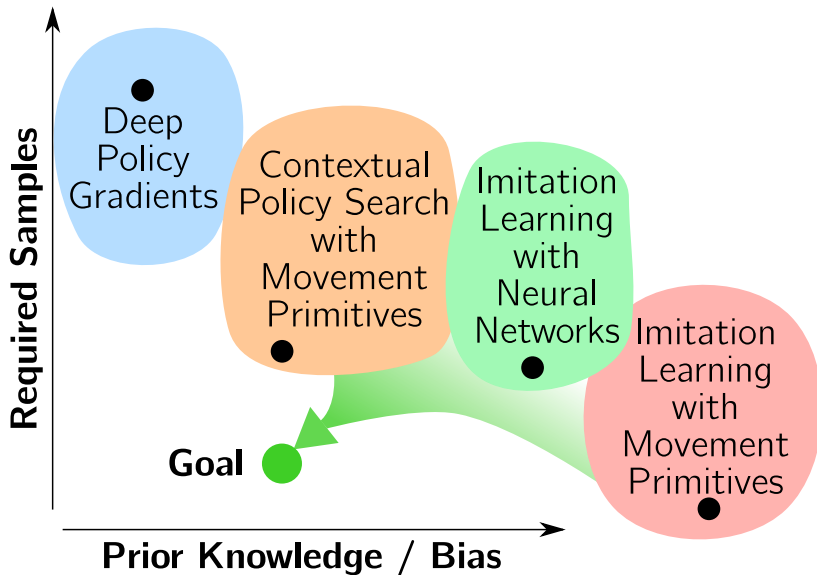 Required Samples
Deep
Policy
Gradients
Contextual
Policy Search
with
Movement
Primitives
Imitation
Learning
with
Neural
Networks
Imitation
Learning
with
Movement
Primitives
Goal
Prior Knowledge / Bias